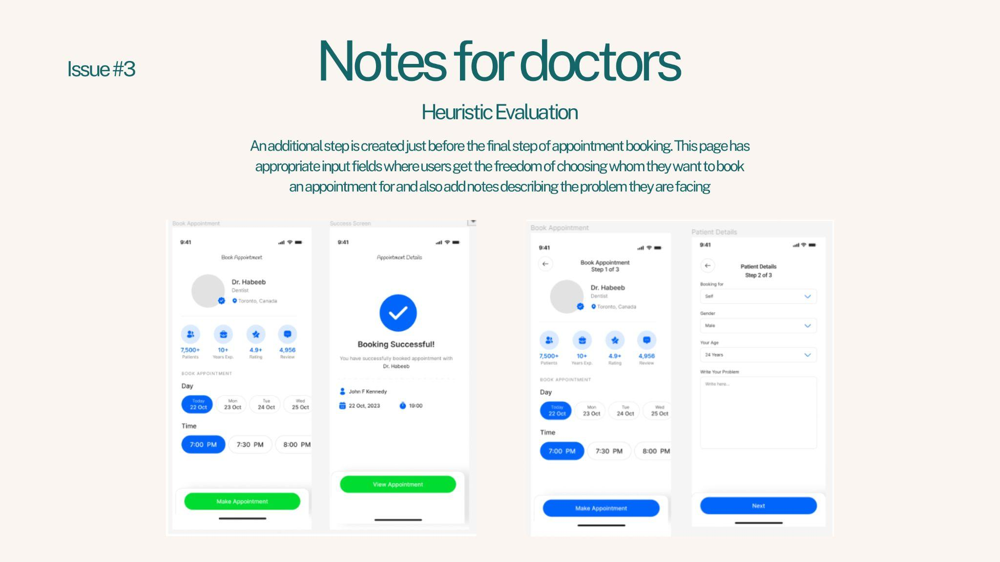 Issue #3
Notes for doctors
Heuristic Evaluation
An additional step is created just before the final step of appointment booking. This page has
appropriate input fields where users get the freedom of choosing whom they want to book
an appointment for and also add notes describing the problem they are facing
Book Appointment
9:41
Book Appointment
Dr. Habeeb
Dentist
Toronto, Canada
7,500+ 10+ 4.9+ 4,956
Patients Years Exp. Rating Review
BOOK APPOINTMENT
Day
Today Mon Tue Wed
22 Oct 23 Oct 24 Oct 25 Oct
Time
7:00 PM 7:30 PM 8:00 PM
Make Appointment
Success Screen
9:41
Appointment Details
Booking Successful!
You have successfully booked appointment with
Dr. Habeeb
John F Kennedy
22 Oct, 2023 19:00
View Appointment
Book Appointment
9:41
Book Appointment
Step 1 of 3
Dr. Habeeb
Dentist
Toronto, Canada
7,500+ 10+ 4.9+ 4,956
Patients Years Exp. Rating Review
BOOK APPOINTMENT
Day
Today Mon Tue Wed
22 Oct 23 Oct 24 Oct 25 Oct
Time
7:00 PM 7:30 PM 8:00 PM
Make Appointment
Patient Details
9:41
Patient Details
Step 2 of 3
Booking for
Self
Gender
Male
Your Age
24 Years
Write Your Problem
Write here...
Next